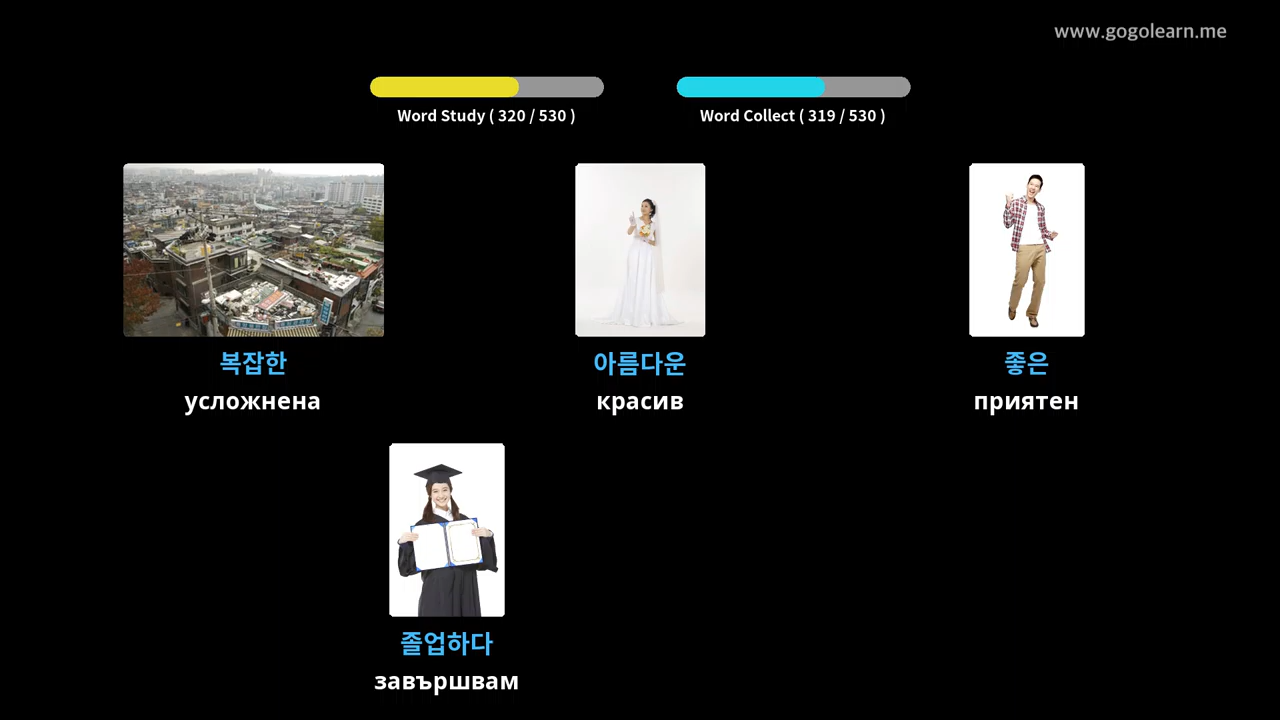 www.gogolearn.me
Word Study ( 320 / 530 )
Word Collect ( 319 / 530 )
복잡한
усложнена
아름다운
красив
좋은
приятен
졸업하다
завършвам